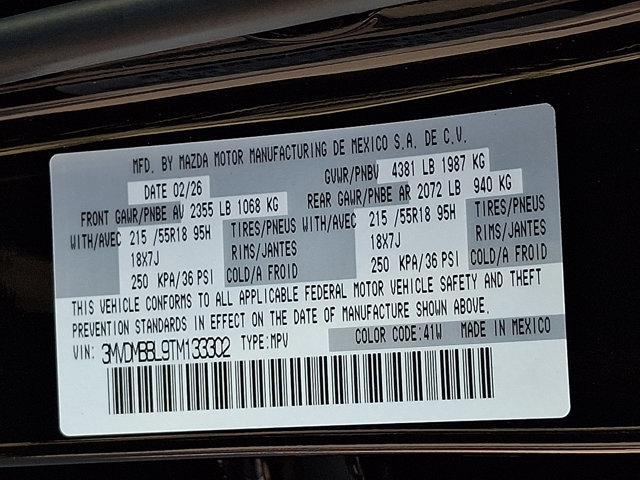 MFD. BY MAZDA MOTOR MANUFACTURING DE MEXICO S.A. DE C.V.
DATE 02/26 GVWR/PNBV 4381 LB 1987 KG
FRONT GAWR/PNBE AV 2355 LB 1068 KG REAR GAWR/PNBE AR 2072 LB 940 KG
WITH/AVEC 215 /55R18 95H TIRES/PNEUS WITH/AVEC 215 /55R18 95H TIRES/PNEUS
18X7J RIMS/JANTES 18X7J RIMS/JANTES
250 KPA/36 PSI COLD/A FROID 250 KPA/36 PSI COLD/A FROID
THIS VEHICLE CONFORMS TO ALL APPLICABLE FEDERAL MOTOR VEHICLE SAFETY AND THEFT
PREVENTION STANDARDS IN EFFECT ON THE DATE OF MANUFACTURE SHOWN ABOVE.
VIN: 3MVDMBBL9TM133302 TYPE:MPV COLOR CODE:41W MADE IN MEXICO